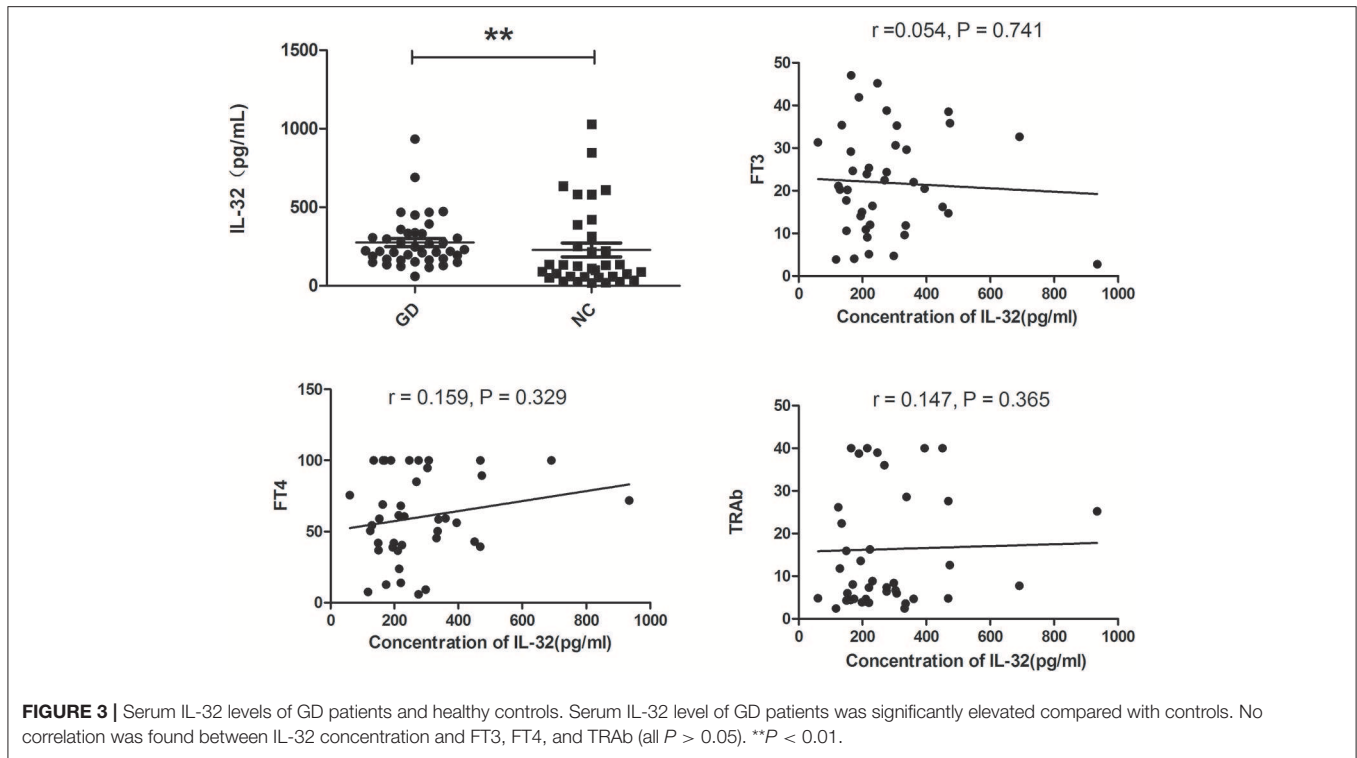 **
1500
1000
500
0
IL-32 (pg/mL)
GD
NC
r =0.054, P = 0.741
50
40
30
20
10
0
FT3
0
200
400
600
800
1000
Concentration of IL-32(pg/ml)
r = 0.159, P = 0.329
150
100
50
0
FT4
0
200
400
600
800
1000
Concentration of IL-32(pg/ml)
r = 0.147, P = 0.365
50
40
30
20
10
0
TRAb
0
200
400
600
800
1000
Concentration of IL-32(pg/ml)
FIGURE 3 | Serum IL-32 levels of GD patients and healthy controls. Serum IL-32 level of GD patients was significantly elevated compared with controls. No
correlation was found between IL-32 concentration and FT3, FT4, and TRAb (all P > 0.05). **P < 0.01.